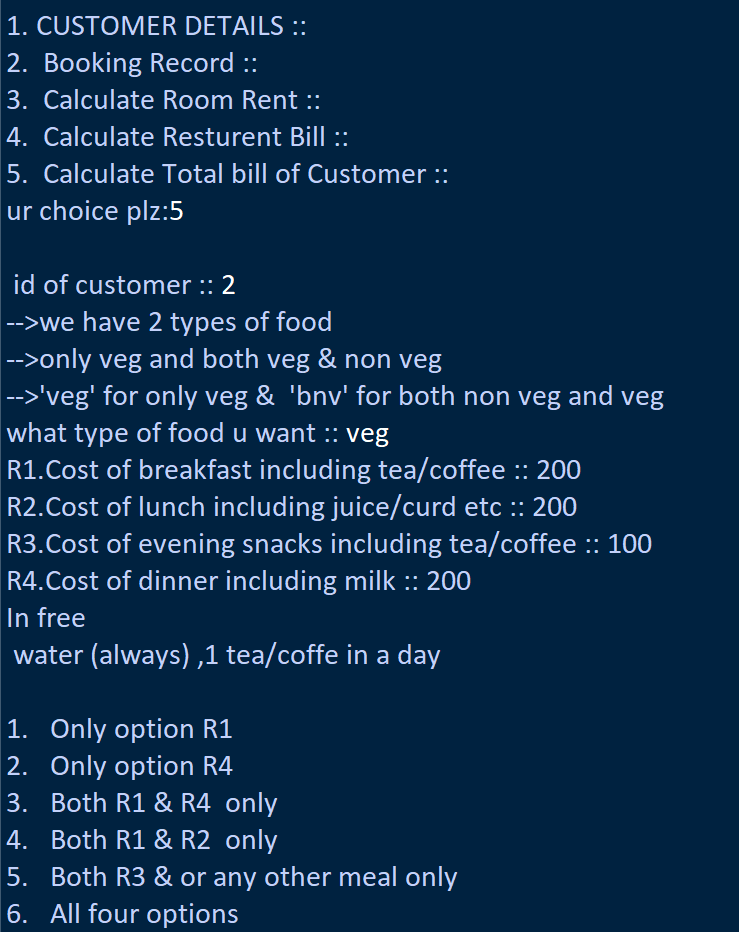 1. CUSTOMER DETAILS ::
2.  Booking Record ::
3.  Calculate Room Rent ::
4.  Calculate Resturent Bill ::
5.  Calculate Total bill of Customer ::
ur choice plz:5
id of customer :: 2
-->we have 2 types of food
-->only veg and both veg & non veg
-->'veg' for only veg &  'bnv' for both non veg and veg
what type of food u want :: veg
R1.Cost of breakfast including tea/coffee :: 200
R2.Cost of lunch including juice/curd etc :: 200
R3.Cost of evening snacks including tea/coffee :: 100
R4.Cost of dinner including milk :: 200
In free
water (always) ,1 tea/coffe in a day
1.   Only option R1
2.   Only option R4
3.   Both R1 & R4  only
4.   Both R1 & R2  only
5.   Both R3 & or any other meal only
6.   All four options